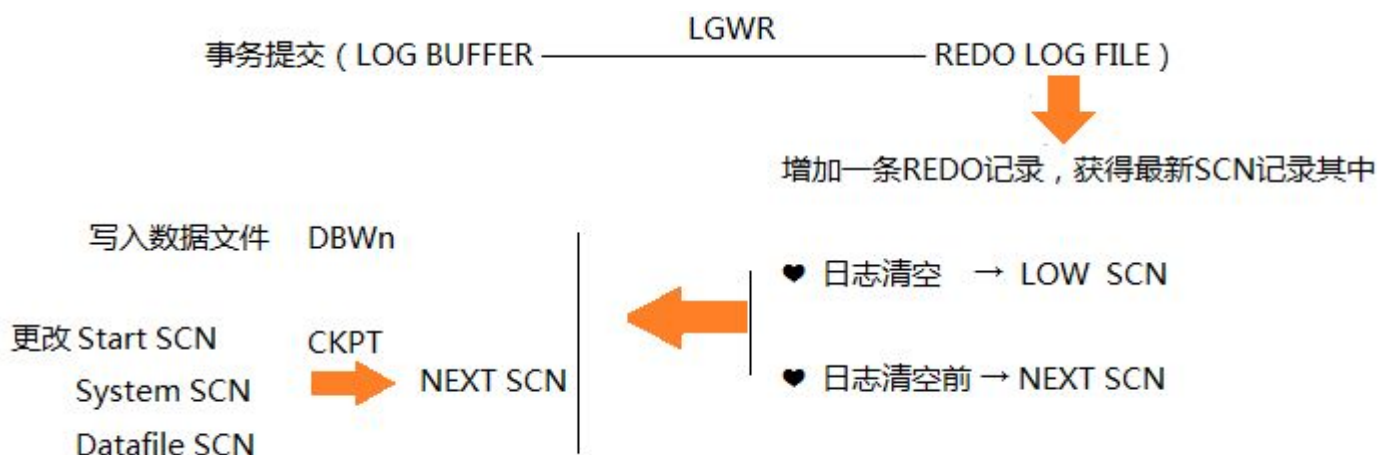 LGWR
事务提交（LOG BUFFER REDO LOG FILE）
增加一条REDO记录，获得最新SCN记录其中
写入数据文件 DBWn
♥ 日志清空 → LOW SCN
更改 Start SCN CKPT
♥ 日志清空前 → NEXT SCN
System SCN NEXT SCN
Datafile SCN